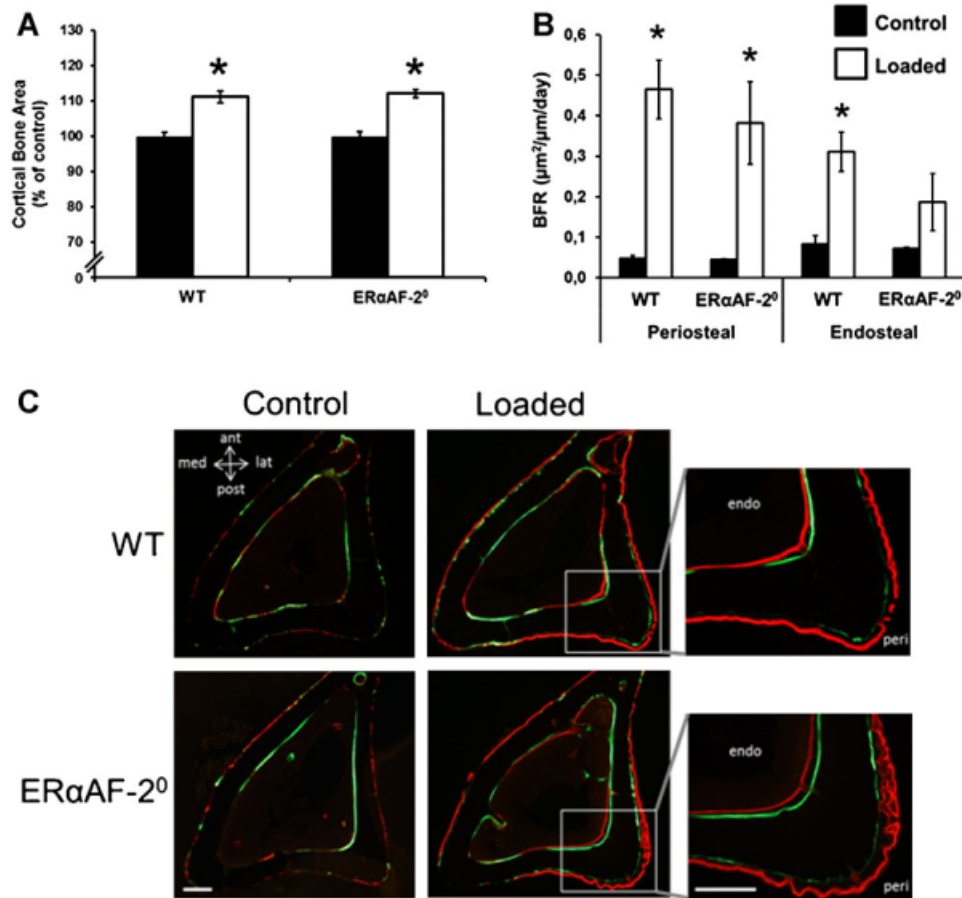 A
Cortical Bone Area
(% of control)
130
120
110
100
90
80
70
0
*
*
WT
ERαAF-2⁰
B
BFR (µm²/µm/day)
0,6
0,5
0,4
0,3
0,2
0,1
0,0
*
*
*
Control
Loaded
WT
ERαAF-2⁰
WT
ERαAF-2⁰
Periosteal
Endosteal
C
Control
Loaded
ant
med
lat
post
WT
endo
peri
ERαAF-2⁰
endo
peri